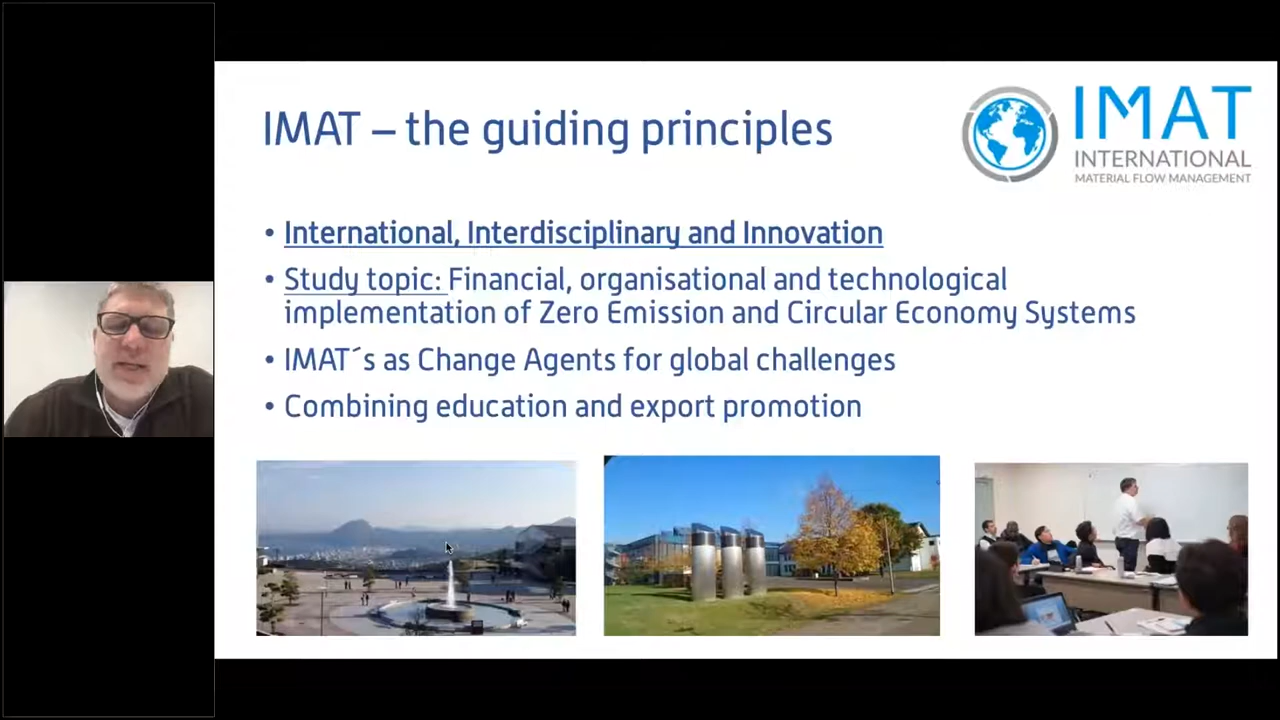 IMAT – the guiding principles
IMAT
INTERNATIONAL
MATERIAL FLOW MANAGEMENT
• International, Interdisciplinary and Innovation
• Study topic: Financial, organisational and technological
implementation of Zero Emission and Circular Economy Systems
• IMAT´s as Change Agents for global challenges
• Combining education and export promotion